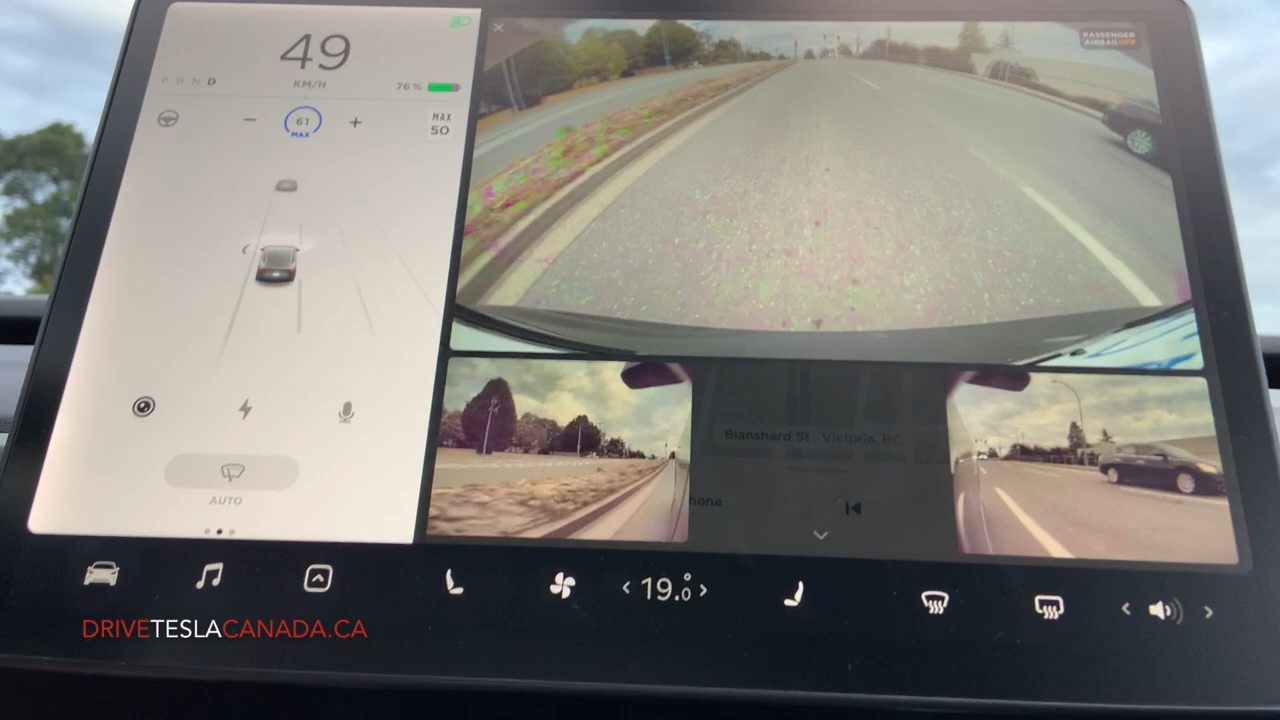 49
KM/H
P R N D
76 %
61
MAX
MAX
50
AUTO
PASSENGER
AIRBAG OFF
Blanshard St Victoria, BC
hone
19.0
DRIVETESLACANADA.CA